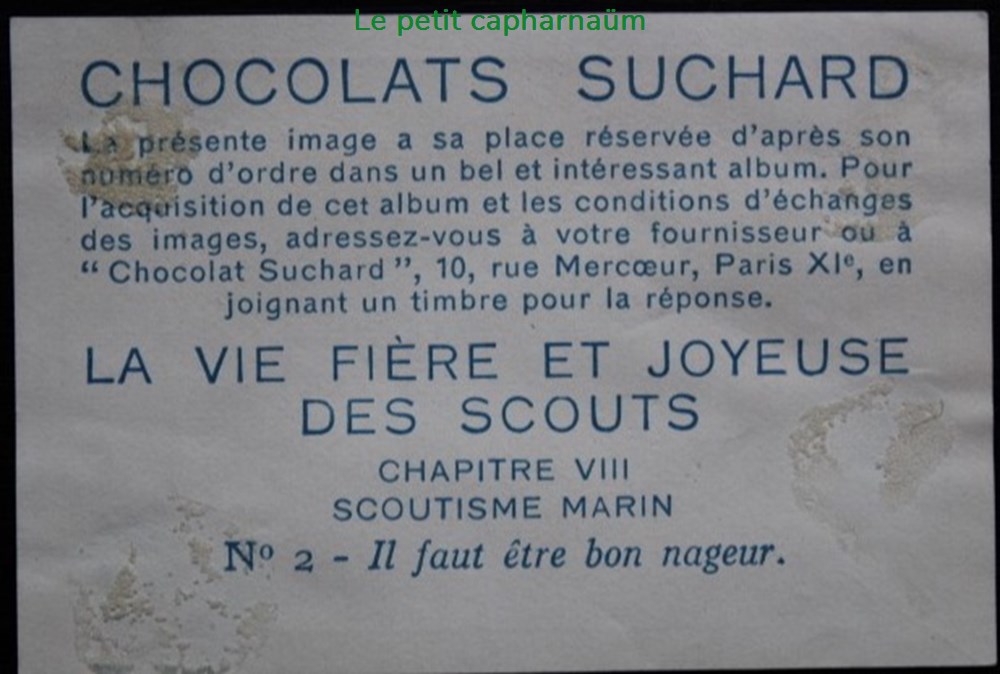 Le petit capharnaüm
CHOCOLATS SUCHARD
La présente image a sa place réservée d'après son
numéro d'ordre dans un bel et intéressant album. Pour
l'acquisition de cet album et les conditions d'échanges
des images, adressez-vous à votre fournisseur ou à
“ Chocolat Suchard ”, 10, rue Mercœur, Paris XIᵉ, en
joignant un timbre pour la réponse.
LA VIE FIÈRE ET JOYEUSE
DES SCOUTS
CHAPITRE VIII
SCOUTISME MARIN
Nº 2 - Il faut être bon nageur.